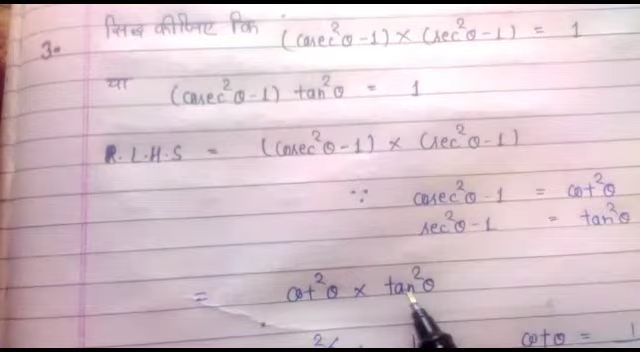 3. सिद्ध कीजिए कि (cosec²θ-1) × (sec²θ-1) = 1
या (cosec²θ-1) tan²θ = 1
R.L.H.S = (cosec²θ-1) × (sec²θ-1)
∵ cosec²θ-1 = cot²θ
sec²θ-1 = tan²θ
= cot²θ × tan²θ
cotθ = 1